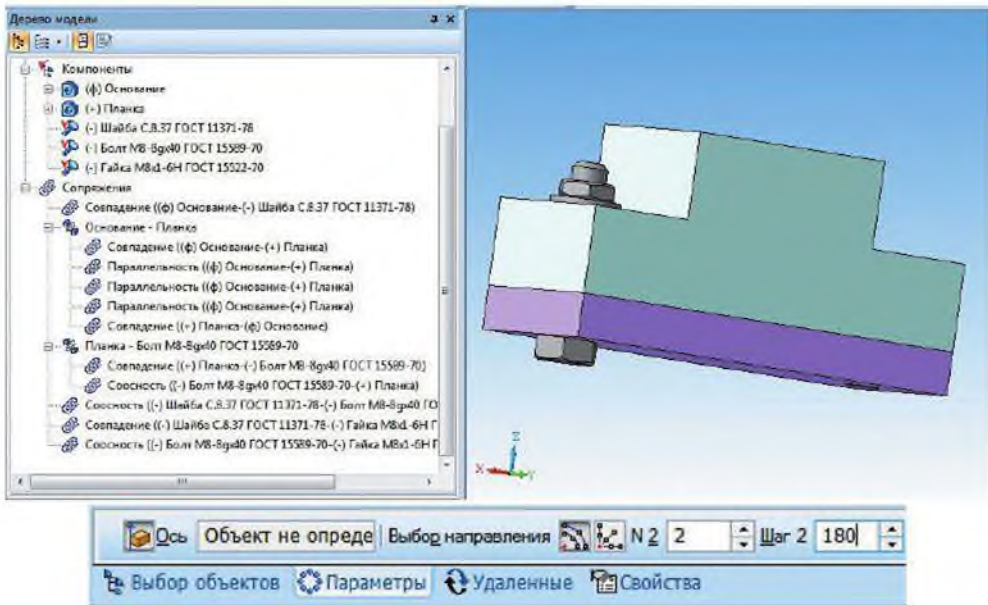 Дерево модели
Компоненты
(ф) Основание
(+) Планка
(-) Шайба С.8.37 ГОСТ 11371-78
(-) Болт М8-8gx40 ГОСТ 15589-70
(-) Гайка М8х1-6Н ГОСТ 15522-70
Сопряжения
Совпадение ((ф) Основание-(-) Шайба С.8.37 ГОСТ 11371-78)
Основание - Планка
Совпадение ((ф) Основание-(+) Планка)
Параллельность ((ф) Основание-(+) Планка)
Параллельность ((ф) Основание-(+) Планка)
Параллельность ((ф) Основание-(+) Планка)
Совпадение ((+) Планка-(ф) Основание)
Планка - Болт М8-8gx40 ГОСТ 15589-70
Совпадение ((+) Планка-(-) Болт М8-8gx40 ГОСТ 15589-70)
Соосность ((-) Болт М8-8gx40 ГОСТ 15589-70-(+) Планка)
Соосность ((-) Шайба С.8.37 ГОСТ 11371-78-(-) Болт М8-8gx40 ГО
Совпадение ((-) Шайба С.8.37 ГОСТ 11371-78-(-) Гайка М8х1-6Н Г
Соосность ((-) Болт М8-8gx40 ГОСТ 15589-70-(-) Гайка М8х1-6Н Г
Z
X Y
Ось Объект не опреде Выбор направления N 2 2 Шаг 2 180
Выбор объектов Параметры Удаленные Свойства